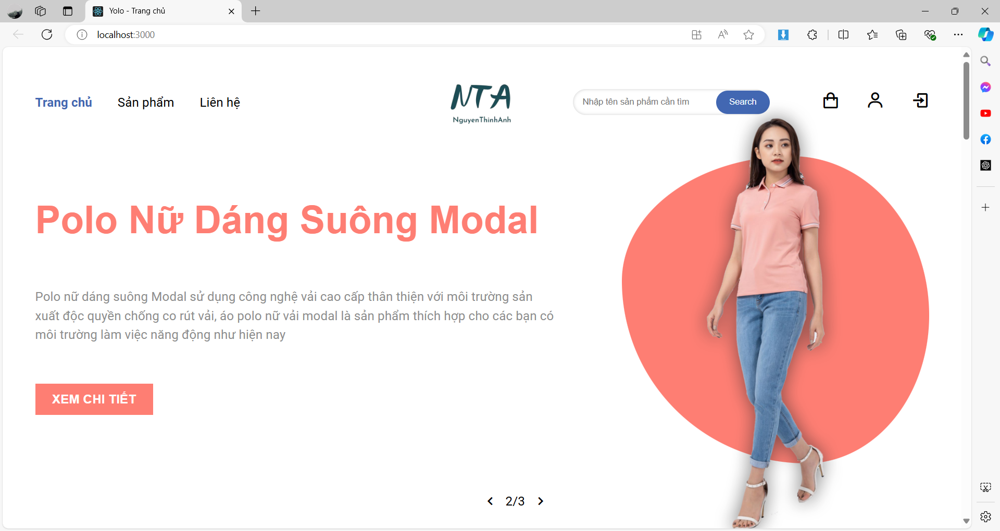 Yolo - Trang chủ
localhost:3000
Trang chủ
Sản phẩm
Liên hệ
NTA
NguyenThinhAnh
Nhập tên sản phẩm cần tìm
Search
Polo Nữ Dáng Suông Modal
Polo nữ dáng suông Modal sử dụng công nghệ vải cao cấp thân thiện với môi trường sản
xuất độc quyền chống co rút vải, áo polo nữ vải modal là sản phẩm thích hợp cho các bạn có
môi trường làm việc năng động như hiện nay
XEM CHI TIẾT
2/3